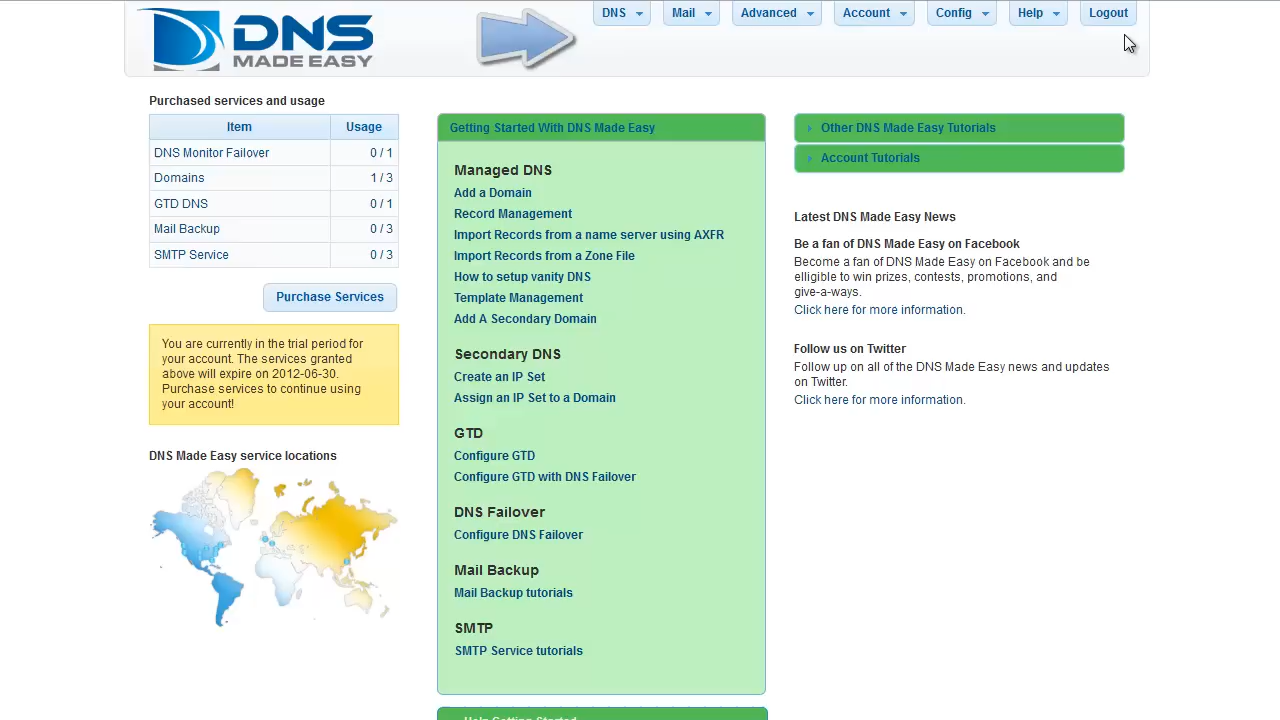 DNS
MADE EASY
DNS
Mail
Advanced
Account
Config
Help
Logout
Purchased services and usage
Item Usage
DNS Monitor Failover 0 / 1
Domains 1 / 3
GTD DNS 0 / 1
Mail Backup 0 / 3
SMTP Service 0 / 3
Purchase Services
You are currently in the trial period for
your account. The services granted
above will expire on 2012-06-30.
Purchase services to continue using
your account!
DNS Made Easy service locations
Getting Started With DNS Made Easy
Managed DNS
Add a Domain
Record Management
Import Records from a name server using AXFR
Import Records from a Zone File
How to setup vanity DNS
Template Management
Add A Secondary Domain
Secondary DNS
Create an IP Set
Assign an IP Set to a Domain
GTD
Configure GTD
Configure GTD with DNS Failover
DNS Failover
Configure DNS Failover
Mail Backup
Mail Backup tutorials
SMTP
SMTP Service tutorials
Help Getting Started
Other DNS Made Easy Tutorials
Account Tutorials
Latest DNS Made Easy News
Be a fan of DNS Made Easy on Facebook
Become a fan of DNS Made Easy on Facebook and be
elligible to win prizes, contests, promotions, and
give-a-ways.
Click here for more information.
Follow us on Twitter
Follow up on all of the DNS Made Easy news and updates
on Twitter.
Click here for more information.